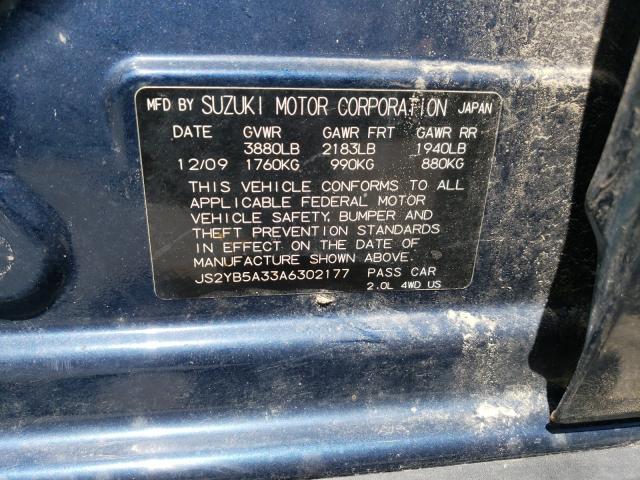 MFD BY SUZUKI MOTOR CORPORATION JAPAN
DATE GVWR GAWR FRT GAWR RR
3880LB 2183LB 1940LB
12/09 1760KG 990KG 880KG
THIS VEHICLE CONFORMS TO ALL
APPLICABLE FEDERAL MOTOR
VEHICLE SAFETY, BUMPER AND
THEFT PREVENTION STANDARDS
IN EFFECT ON THE DATE OF
MANUFACTURE SHOWN ABOVE.
JS2YB5A33A6302177 PASS CAR
2.0L 4WD US